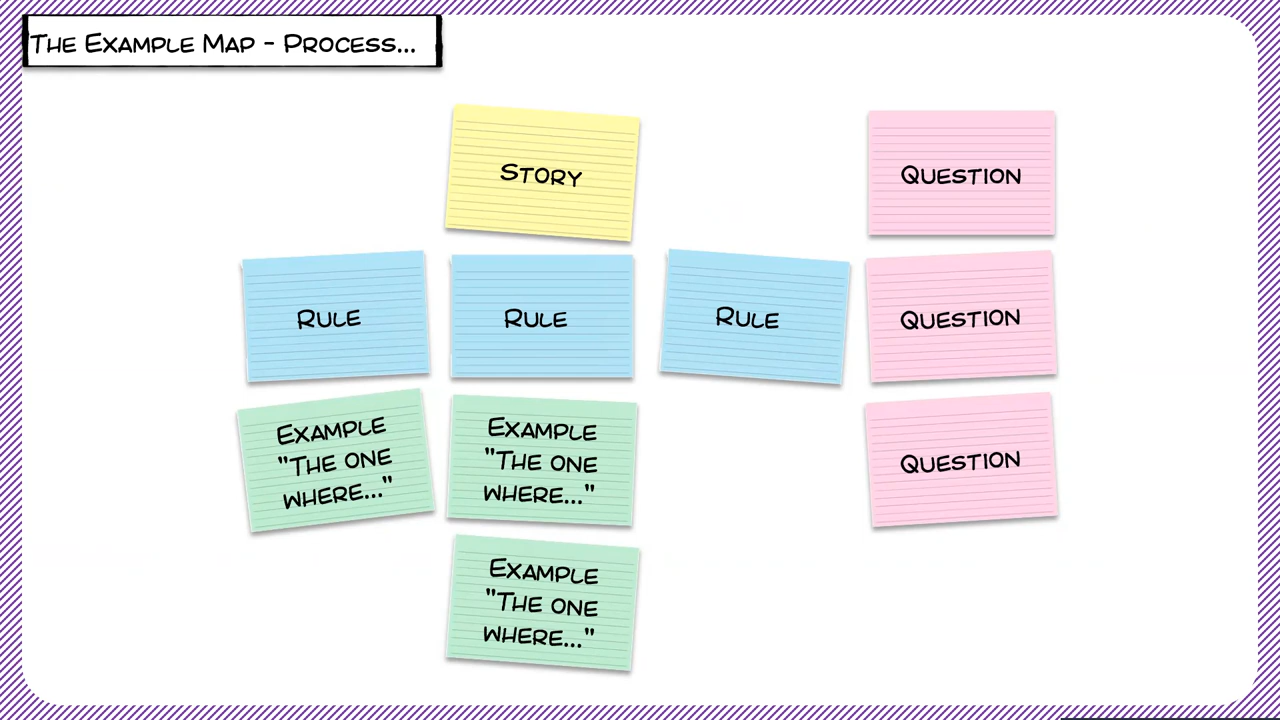 The Example Map - Process...
Story
Question
Rule
Rule
Rule
Question
Example
"The one
where..."
Example
"The one
where..."
Question
Example
"The one
where..."